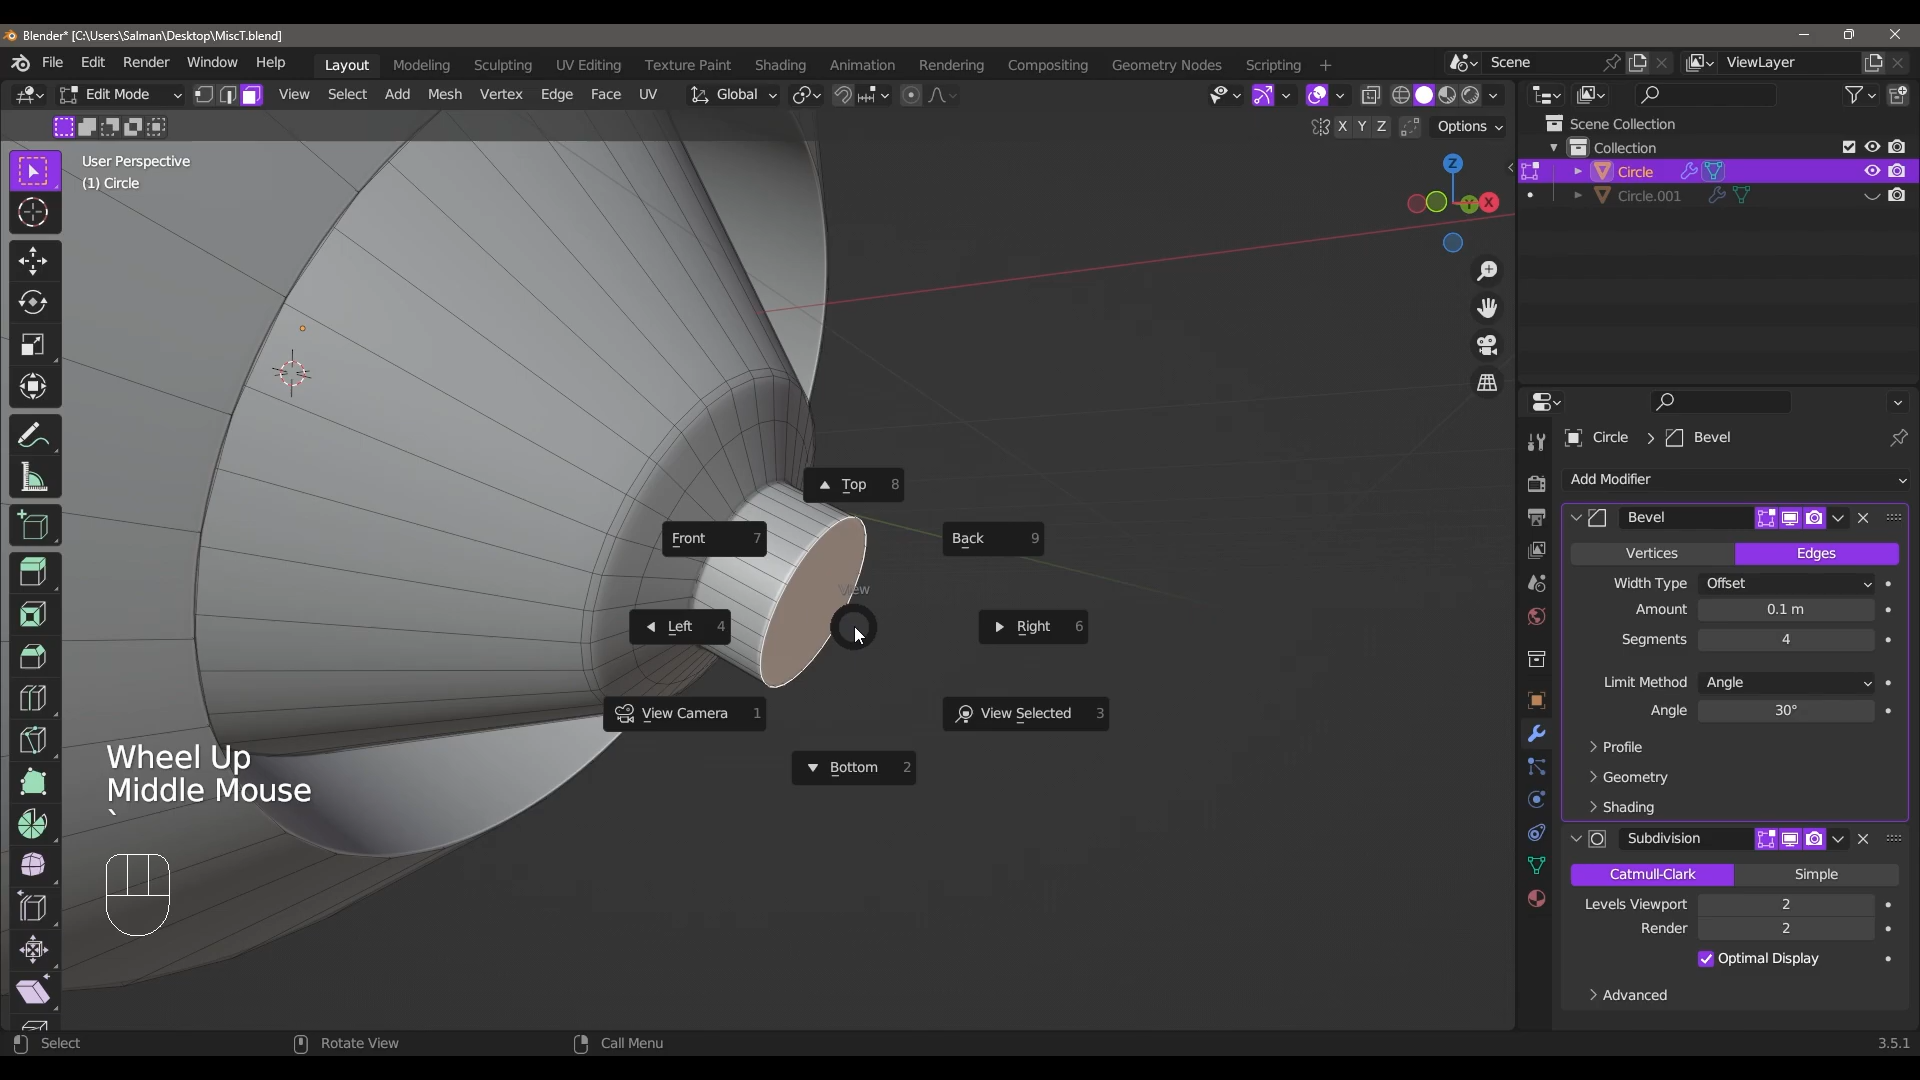 Blender* [C:\Users\Salman\Desktop\MiscT.blend]
File Edit Render Window Help
Layout Modeling Sculpting UV Editing Texture Paint Shading Animation Rendering Compositing Geometry Nodes Scripting +
Scene
ViewLayer
Edit Mode
View Select Add Mesh Vertex Edge Face UV
Global
X Y Z
Options
User Perspective
(1) Circle
Z
Y
X
Scene Collection
Collection
Circle
Circle.001
Circle > Bevel
Add Modifier
Bevel
Vertices Edges
Width Type Offset
Amount 0.1 m
Segments 4
Limit Method Angle
Angle 30°
Profile
Geometry
Shading
Subdivision
Catmull-Clark Simple
Levels Viewport 2
Render 2
Optimal Display
Advanced
Top 8
Front 7
Back 9
View
Left 4
Right 6
View Camera 1
View Selected 3
Bottom 2
Wheel Up
Middle Mouse
`
Select
Rotate View
Call Menu
3.5.1